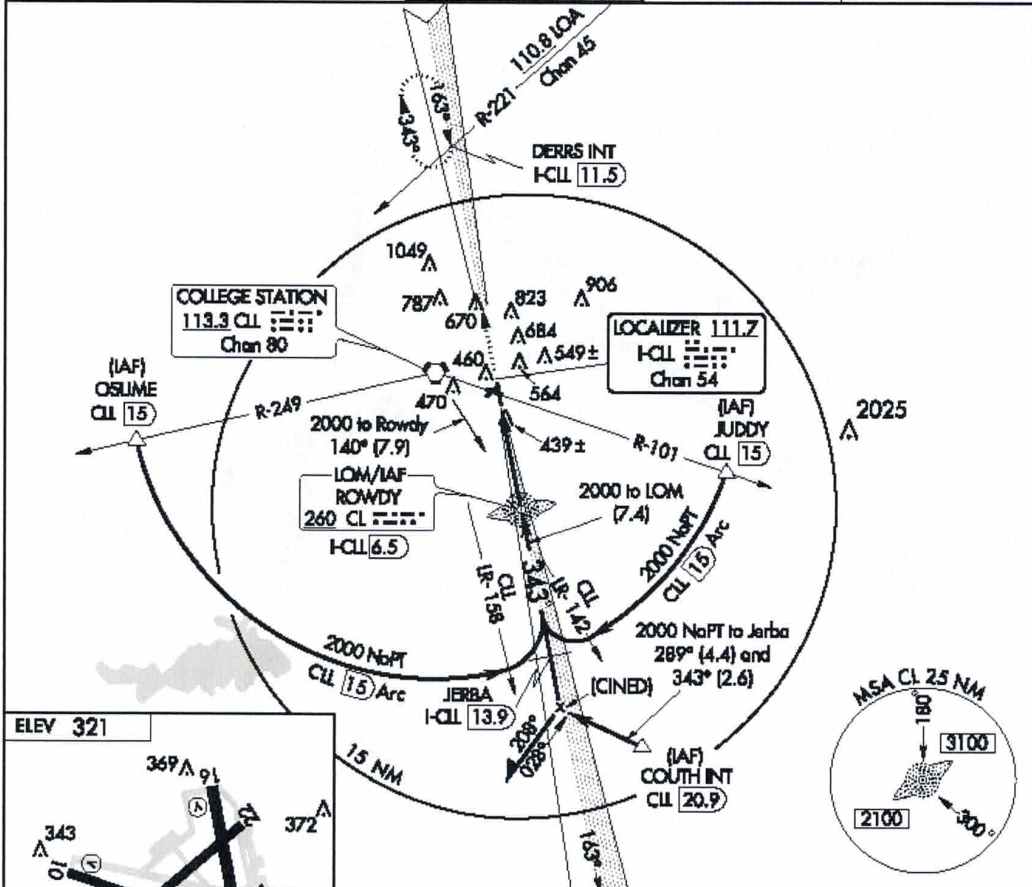 110.8 LOA
Chan 45
R-221
163°
343°
DERRS INT
I-CLL 11.5
1049
787
670
823
906
684
549±
564
460
470
COLLEGE STATION
113.3 CLL
Chan 80
LOCALIZER 111.7
I-CLL
Chan 54
(IAF)
OSUME
CLL 15
R-249
2000 to Rowdy
140° (7.9)
439±
R-101
(IAF)
JUDDY
CLL 15
2025
LOM/IAF
ROWDY
260 CL
I-CLL 6.5
2000 to LOM
(7.4)
343°
CLL
LR-158
CLL
LR-142
2000 NoPT
CLL 15 Arc
2000 NoPT
CLL 15 Arc
2000 NoPT to Jerba
289° (4.4) and
343° (2.6)
JERBA
I-CLL 13.9
(CINED)
208°
028°
(IAF)
COUTH INT
CLL 20.9
15 NM
163°
MSA CL 25 NM
180°
3100
2100
300°
ELEV 321
369
16
A
22
372
343
10
A